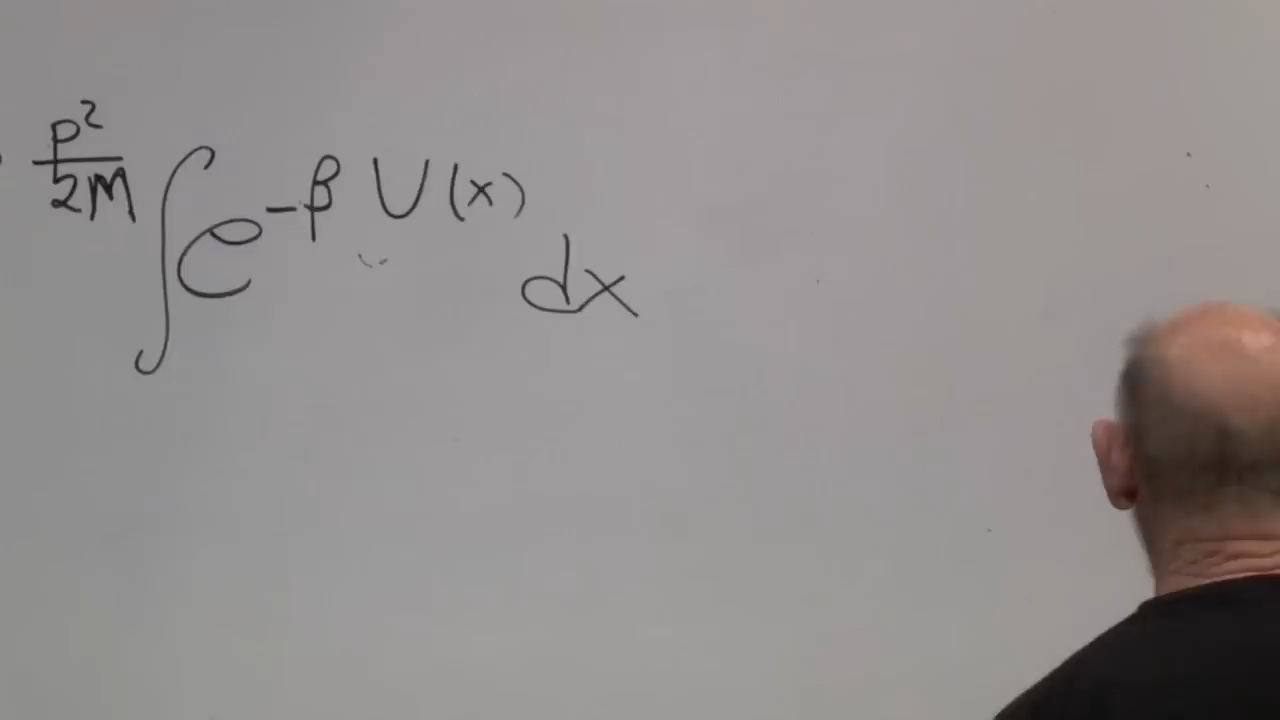 p²/2M ∫ e^{-β U(x)} dx